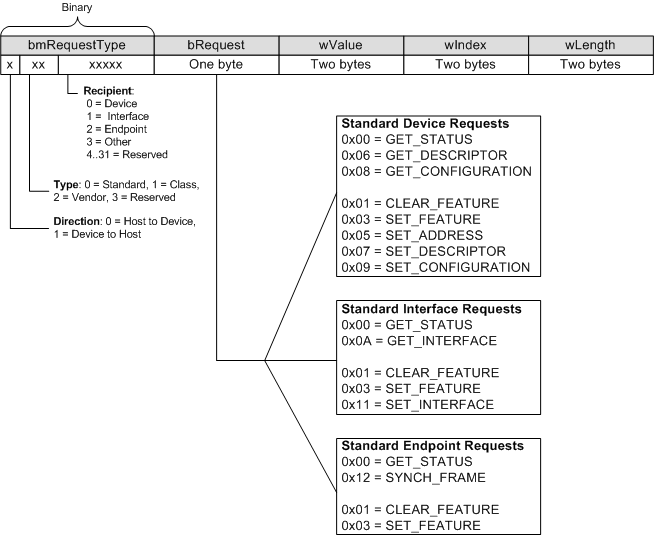 Binary
bmRequestType bRequest wValue wIndex wLength
x xx xxxxx One byte Two bytes Two bytes Two bytes
Recipient:
0 = Device
1 = Interface
2 = Endpoint
3 = Other
4..31 = Reserved
Type: 0 = Standard, 1 = Class,
2 = Vendor, 3 = Reserved
Direction: 0 = Host to Device,
1 = Device to Host
Standard Device Requests
0x00 = GET_STATUS
0x06 = GET_DESCRIPTOR
0x08 = GET_CONFIGURATION
0x01 = CLEAR_FEATURE
0x03 = SET_FEATURE
0x05 = SET_ADDRESS
0x07 = SET_DESCRIPTOR
0x09 = SET_CONFIGURATION
Standard Interface Requests
0x00 = GET_STATUS
0x0A = GET_INTERFACE
0x01 = CLEAR_FEATURE
0x03 = SET_FEATURE
0x11 = SET_INTERFACE
Standard Endpoint Requests
0x00 = GET_STATUS
0x12 = SYNCH_FRAME
0x01 = CLEAR_FEATURE
0x03 = SET_FEATURE